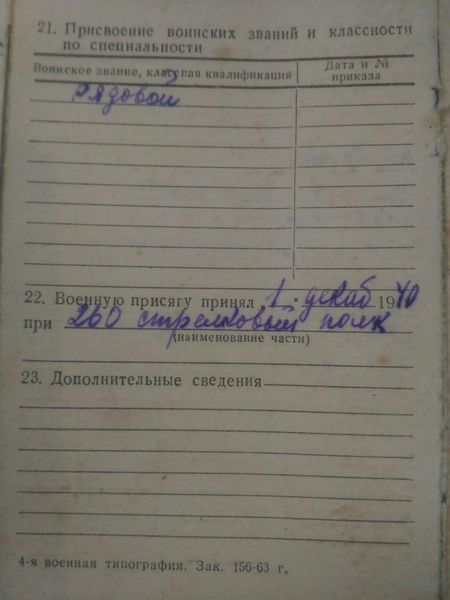 21. Присвоение воинских званий и классности
по специальности
Воинское звание, классная квалификация
Дата и №
приказа
Рядовой
22. Военную присягу принял 1 декаб 1940
при 260 стрелковый полк
(наименование части)
23. Дополнительные сведения
4-я военная типография. Зак. 156-63 г.